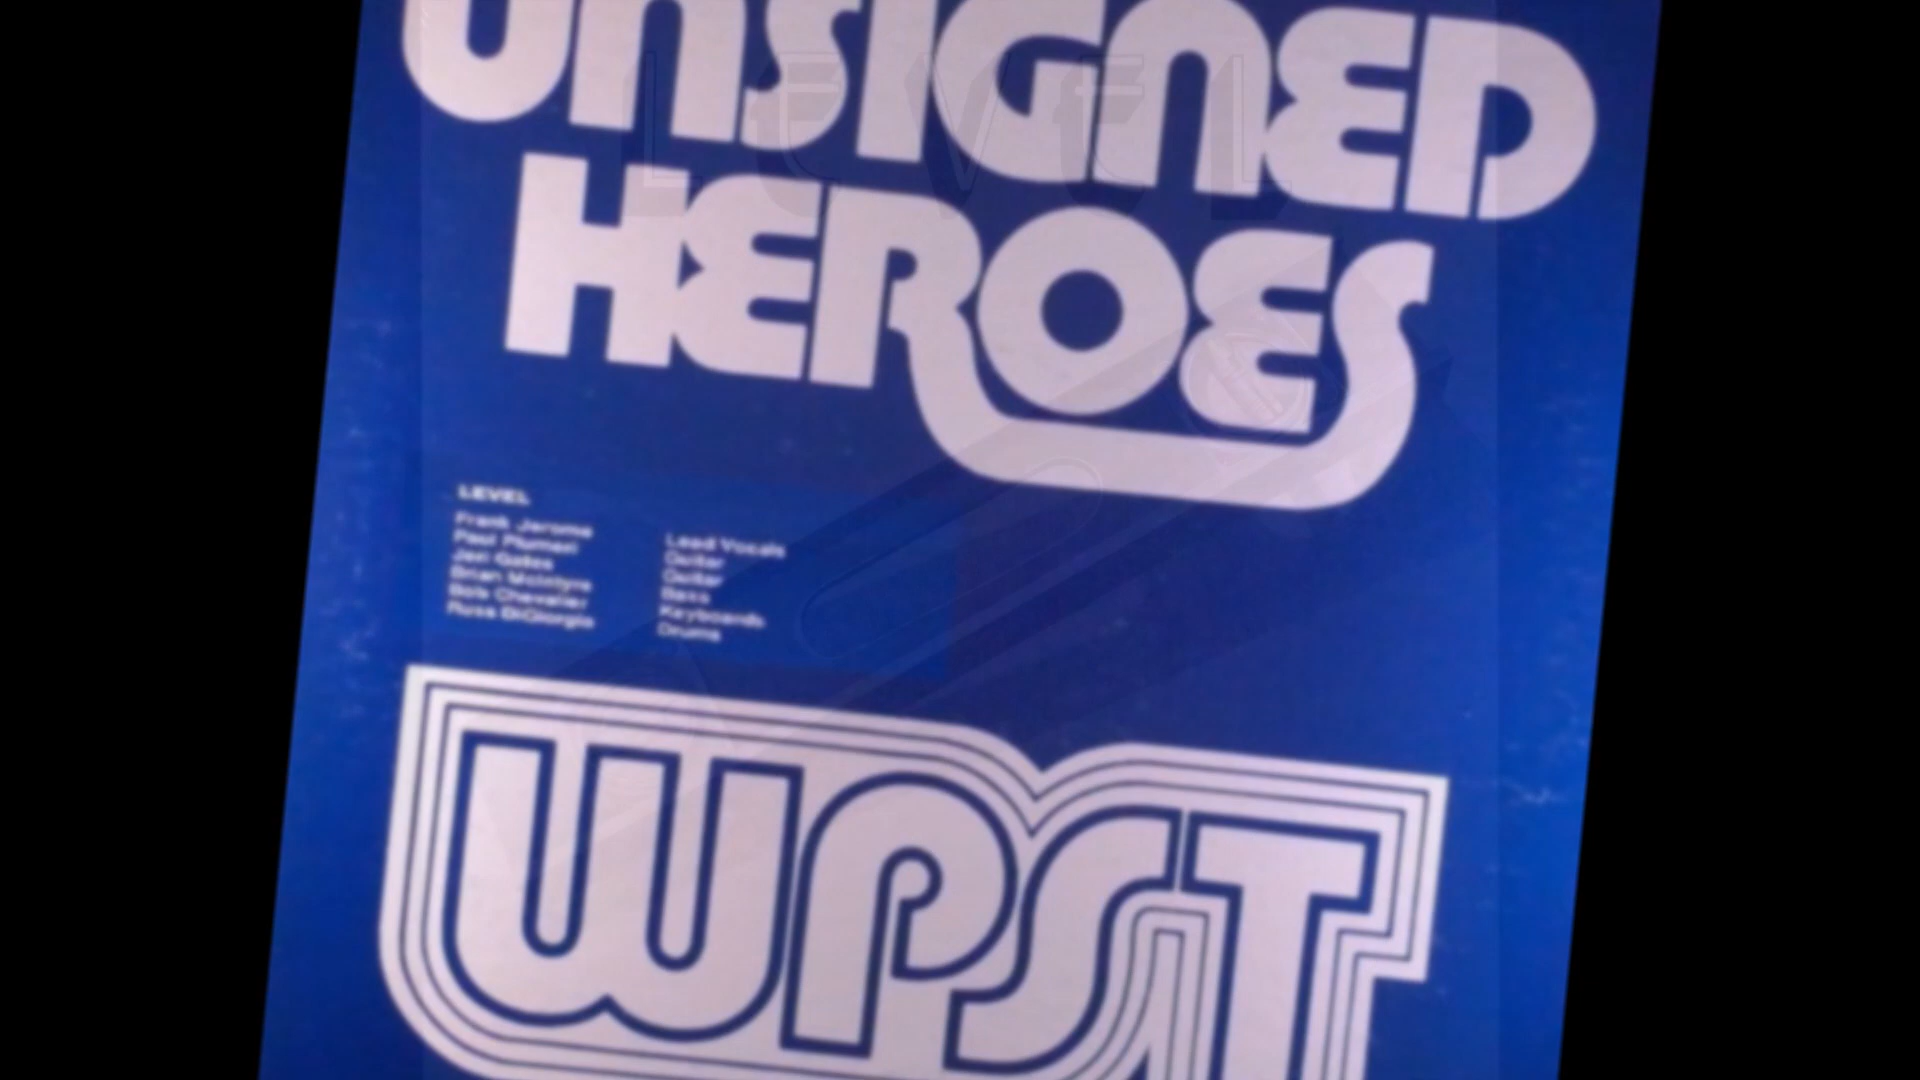 UNSIGNED
HEROES
LEVEL
Frank Jerome
Paul Plumeri
Jeri Gates
Brian McIntyre
Bob Chevalier
Russ DiGiorgio
Lead Vocals
Guitar
Guitar
Bass
Keyboards
Drums
WPST
LEVEL